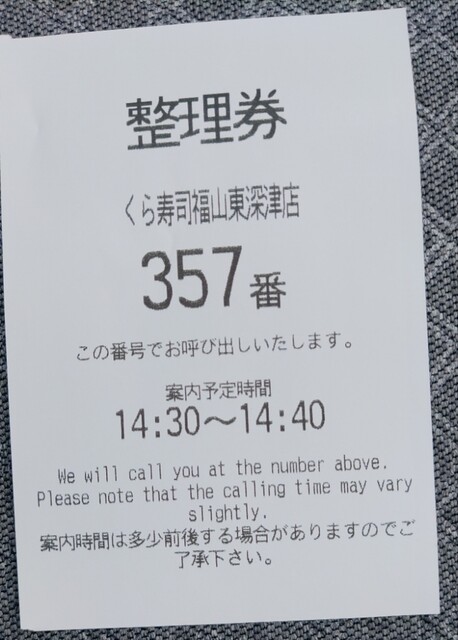 整理券
くら寿司福山東深津店
357番
この番号でお呼び出しいたします。
案内予定時間
14:30～14:40
We will call you at the number above.
Please note that the calling time may vary
slightly.
案内時間は多少前後する場合がありますのでご
了承下さい。